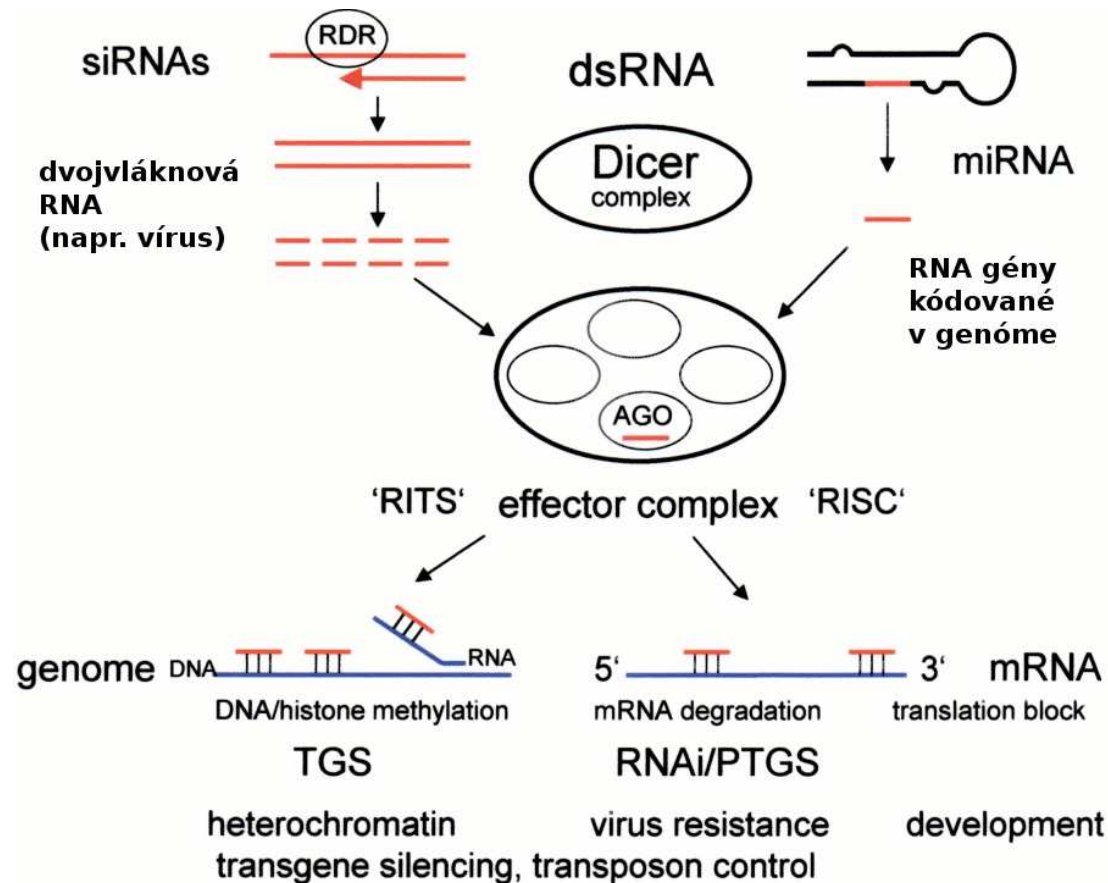 RDR
siRNAs
dsRNA
dvojvláknová
RNA
(napr. vírus)
Dicer
complex
miRNA
RNA gény
kódované
v genóme
AGO
‘RITS‘ effector complex ‘RISC‘
genome DNA RNA 5‘ 3‘ mRNA
DNA/histone methylation mRNA degradation translation block
TGS RNAi/PTGS
heterochromatin virus resistance development
transgene silencing, transposon control